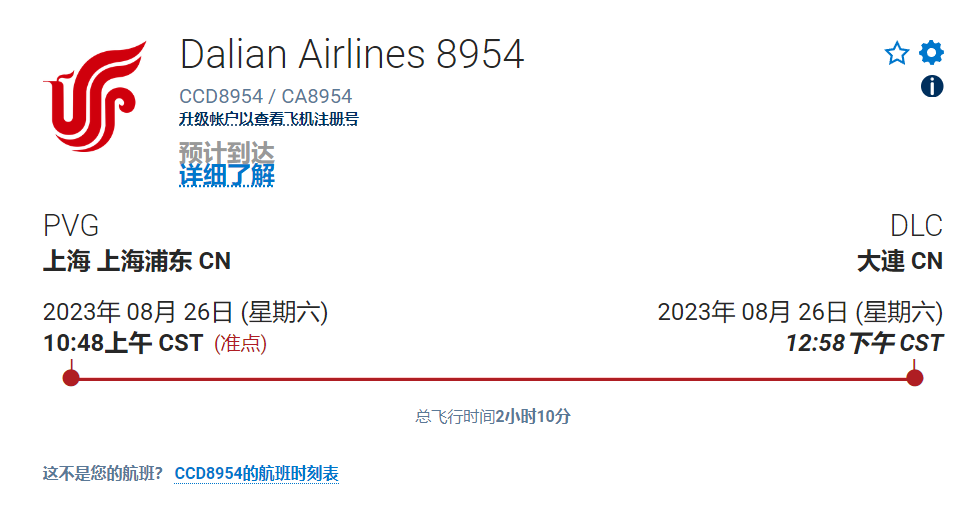 Dalian Airlines 8954
CCD8954 / CA8954
升级帐户以查看飞机注册号
预计到达
详细了解
PVG
DLC
上海 上海浦东 CN
大連 CN
2023年 08月 26日 (星期六)
2023年 08月 26日 (星期六)
10:48上午 CST (准点)
12:58下午 CST
总飞行时间2小时10分
这不是您的航班? CCD8954的航班时刻表